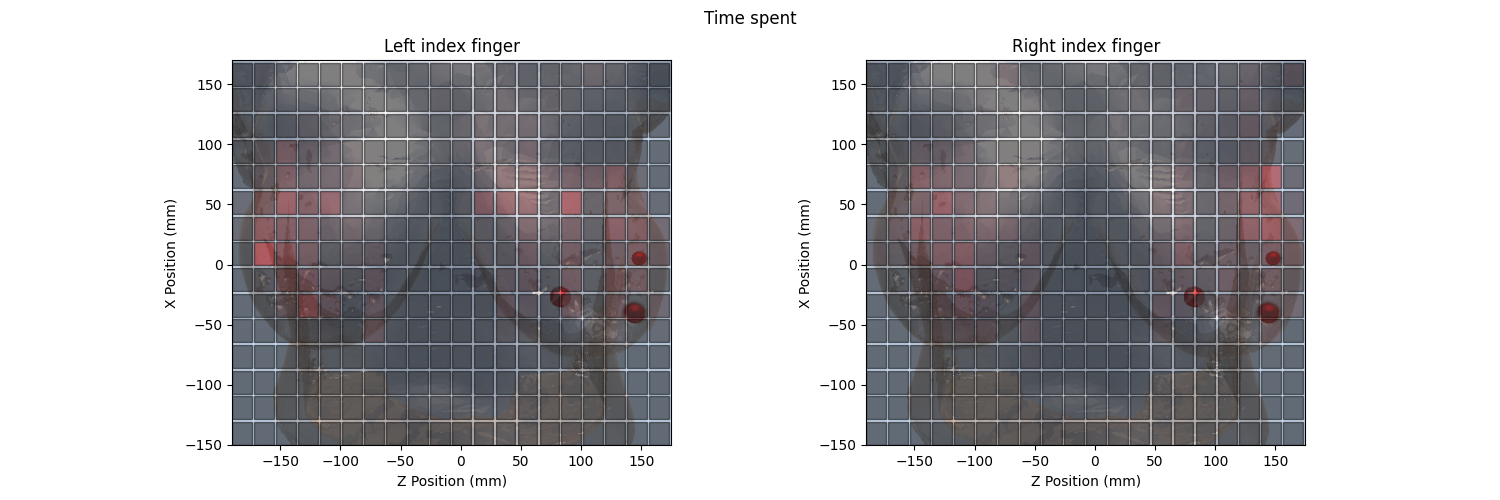 Time spent
Left index finger
Right index finger
X Position (mm)
150
100
50
0
−50
−100
−150
−150 −100 −50 0 50 100 150
Z Position (mm)
X Position (mm)
150
100
50
0
−50
−100
−150
−150 −100 −50 0 50 100 150
Z Position (mm)